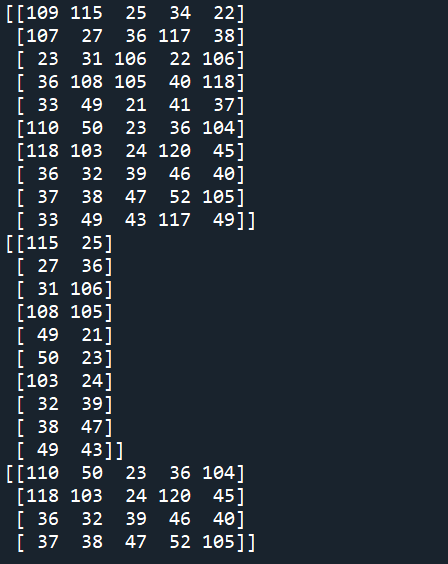 [[109 115  25  34  22]
 [107  27  36 117  38]
 [ 23  31 106  22 106]
 [ 36 108 105  40 118]
 [ 33  49  21  41  37]
 [110  50  23  36 104]
 [118 103  24 120  45]
 [ 36  32  39  46  40]
 [ 37  38  47  52 105]
 [ 33  49  43 117  49]]
[[115  25]
 [ 27  36]
 [ 31 106]
 [108 105]
 [ 49  21]
 [ 50  23]
 [103  24]
 [ 32  39]
 [ 38  47]
 [ 49  43]]
[[110  50  23  36 104]
 [118 103  24 120  45]
 [ 36  32  39  46  40]
 [ 37  38  47  52 105]]